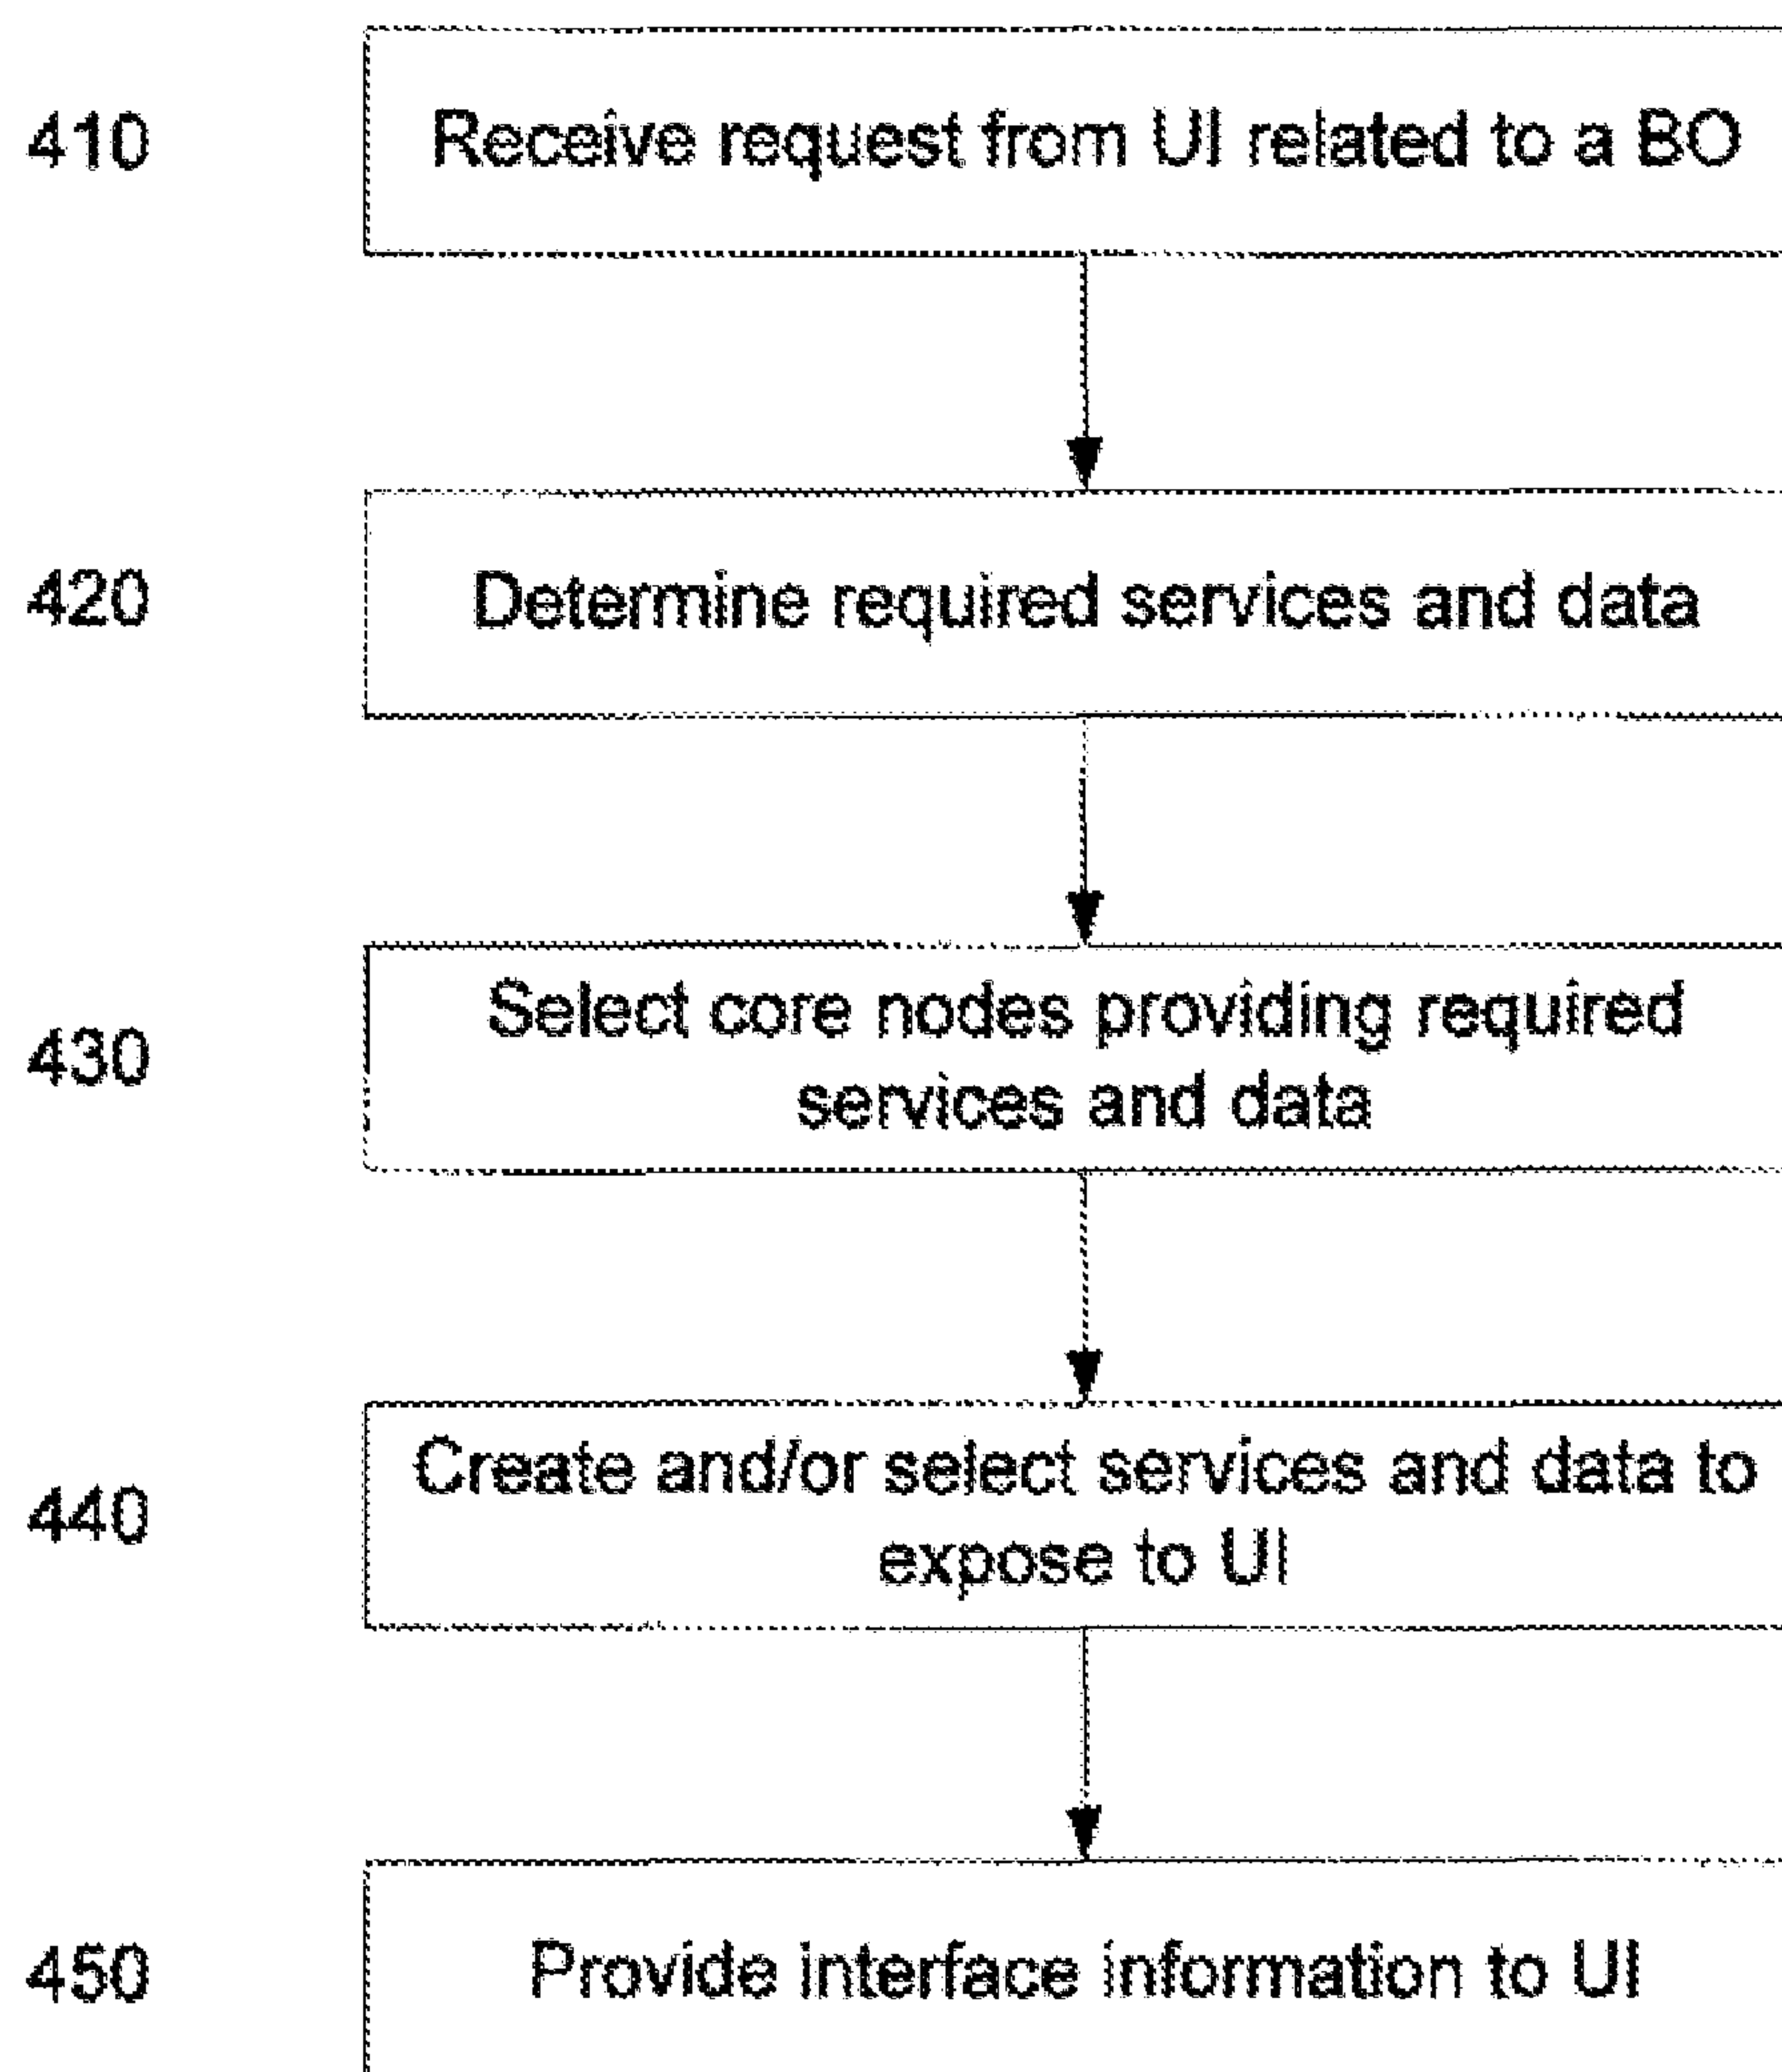 410
Receive request from UI related to a BO
420
Determine required services and data
430
Select core nodes providing required
services and data
440
Create and/or select services and data to
expose to UI
450
Provide interface information to UI